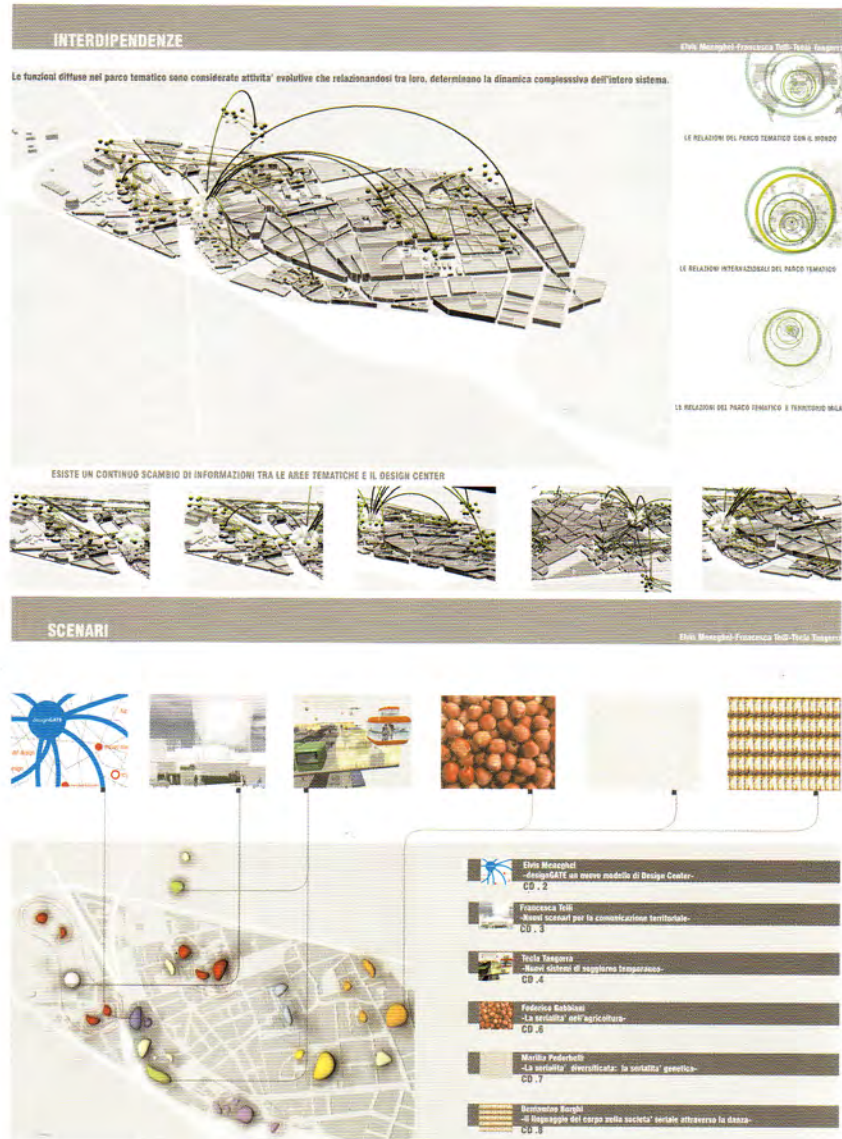 INTERDIPENDENZE
Elvis Meneghel-Francesca Telli-Tecla Tangorra
Le funzioni diffuse nel parco tematico sono considerate attivita' evolutive che relazionandosi tra loro, determinano la dinamica complesssiva dell'intero sistema.
LE RELAZIONI DEL PARCO TEMATICO CON IL MONDO
LE RELAZIONI INTERNAZIONALI DEL PARCO TEMATICO
LE RELAZIONI DEL PARCO TEMATICO E TERRITORIO MILA
ESISTE UN CONTINUO SCAMBIO DI INFORMAZIONI TRA LE AREE TEMATICHE E IL DESIGN CENTER
SCENARI
Elvis Meneghel-Francesca Telli-Tecla Tangorra
designGATE
Elvis Meneghel
-designGATE un nuovo modello di Design Center-
CD . 2
Francesca Telli
-Nuovi scenari per la comunicazione territoriale-
CD . 3
Tecla Tangorra
-Nuovi sistemi di soggiorno temporaneo-
CD .4
Federica Gobbiani
-La serialita' nell'agricoltura-
CD .6
Marilia Pederbelli
-La serialita' diversificata: la serialita' genetica-
CD .7
Borghi
-Il linguaggio del corpo nella societa' seriale attraverso la danza-
CD .8